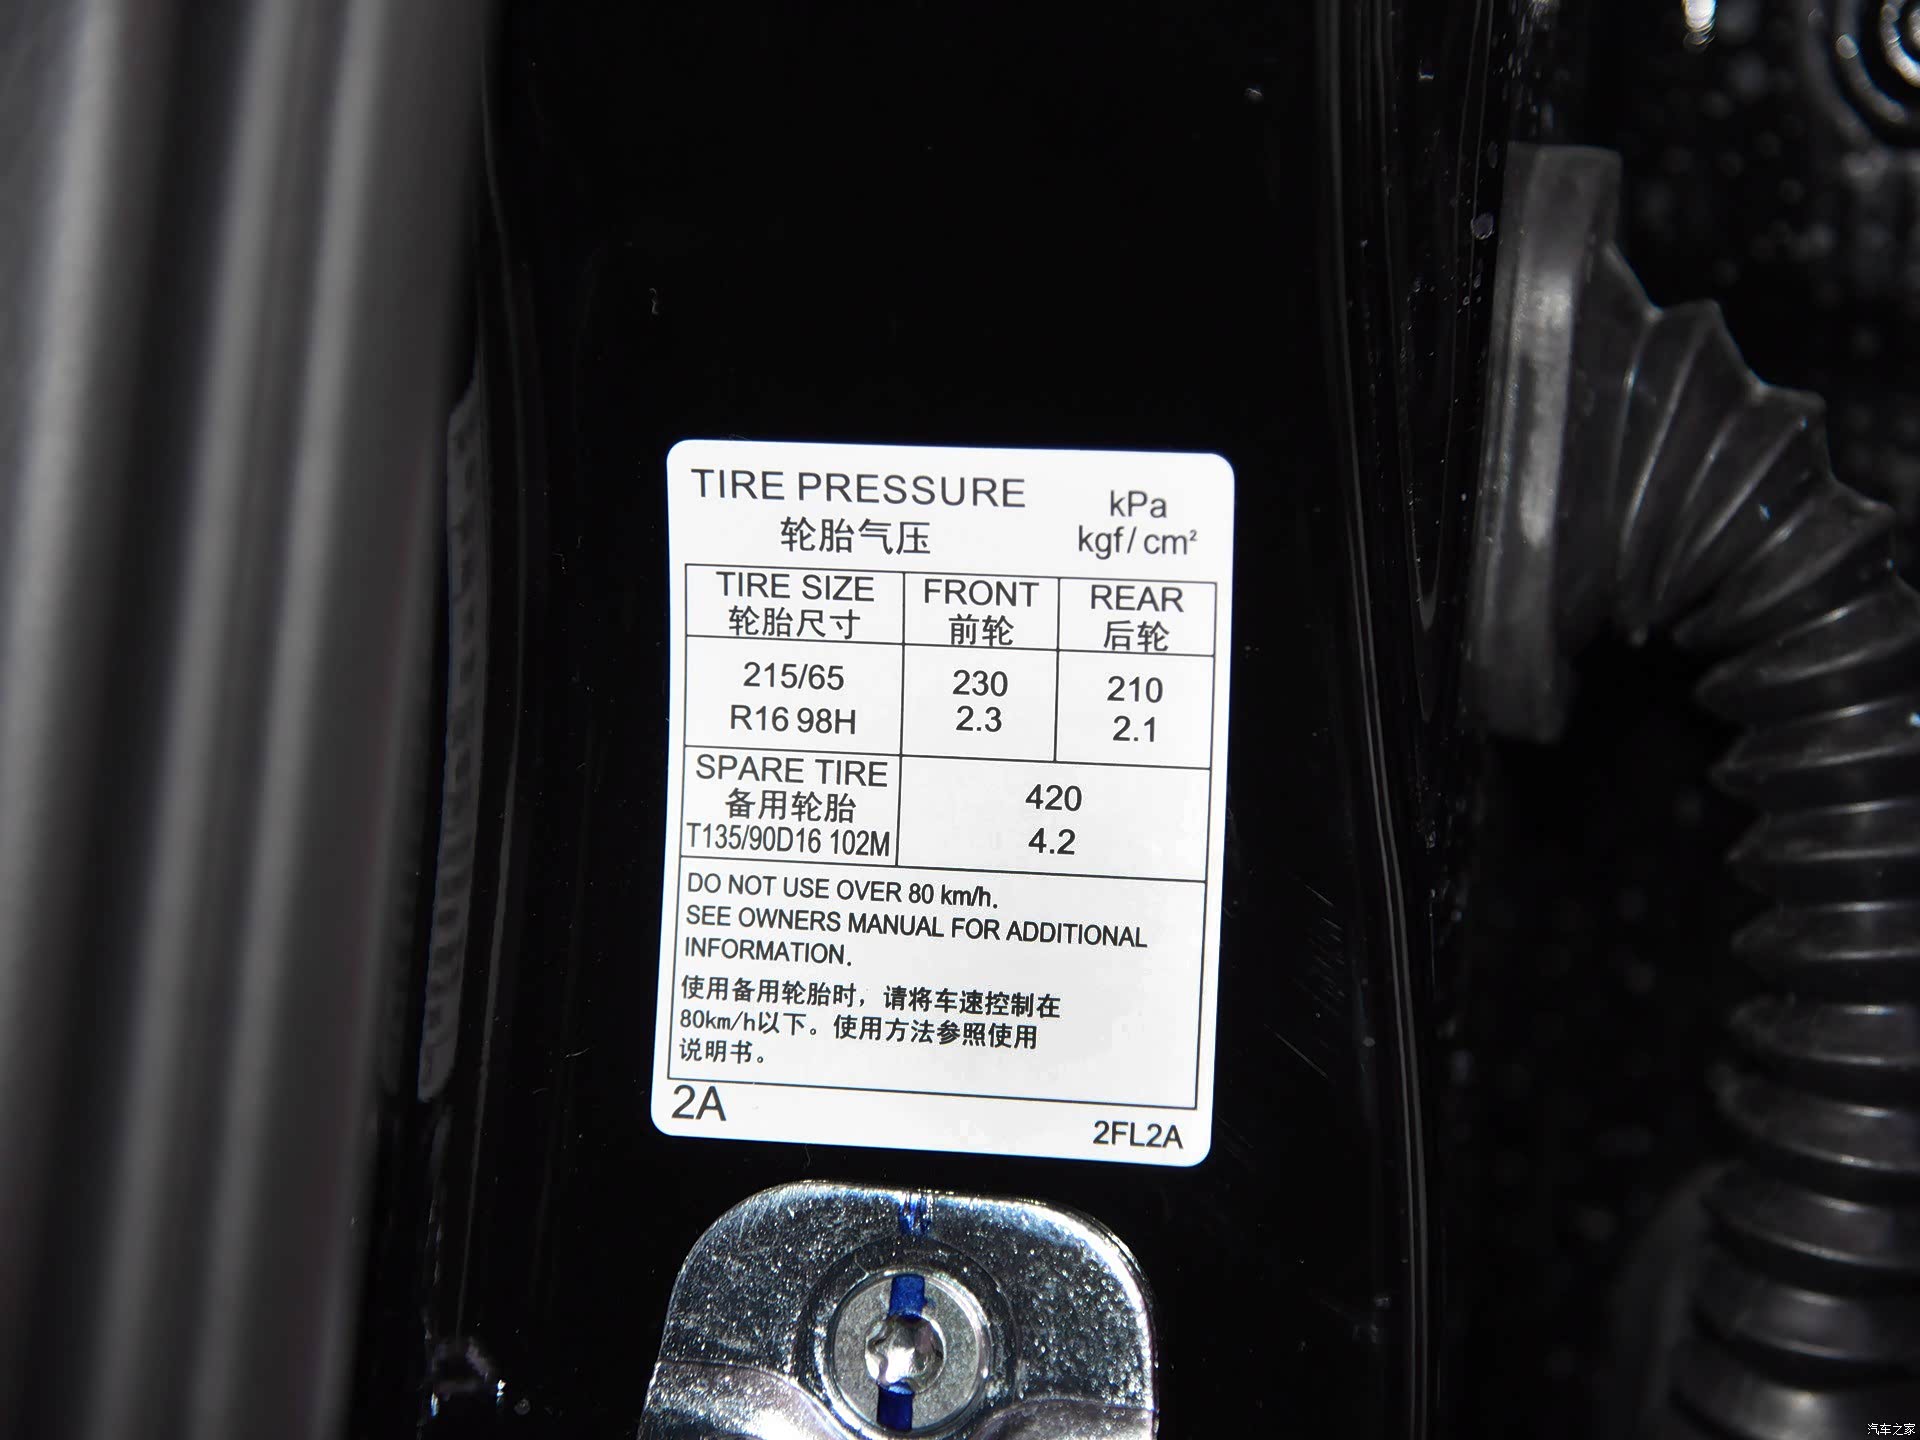 TIRE PRESSURE
轮胎气压
kPa
kgf/cm²
TIRE SIZE
轮胎尺寸
FRONT
前轮
REAR
后轮
215/65
R16 98H
230
2.3
210
2.1
SPARE TIRE
备用轮胎
T135/90D16 102M
420
4.2
DO NOT USE OVER 80 km/h.
SEE OWNERS MANUAL FOR ADDITIONAL
INFORMATION.
使用备用轮胎时，请将车速控制在
80km/h以下。使用方法参照使用
说明书。
2A
2FL2A
汽车之家